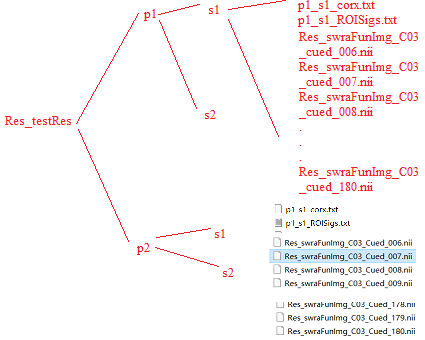 p1_s1_corx.txt
p1_s1_ROISigs.txt
Res_swraFunImg_C03
_cued_006.nii
Res_swraFunImg_C03
_cued_007.nii
Res_swraFunImg_C03
_cued_008.nii
.
.
.
Res_swraFunImg_C03
_cued_180.nii
s1
p1
s2
Res_testRes
p2
s1
s2
p1_s1_corx.txt
p1_s1_ROISigs.txt
Res_swraFunImg_C03_Cued_006.nii
Res_swraFunImg_C03_Cued_007.nii
Res_swraFunImg_C03_Cued_008.nii
Res_swraFunImg_C03_Cued_009.nii
Res_swraFunImg_C03_Cued_178.nii
Res_swraFunImg_C03_Cued_179.nii
Res_swraFunImg_C03_Cued_180.nii